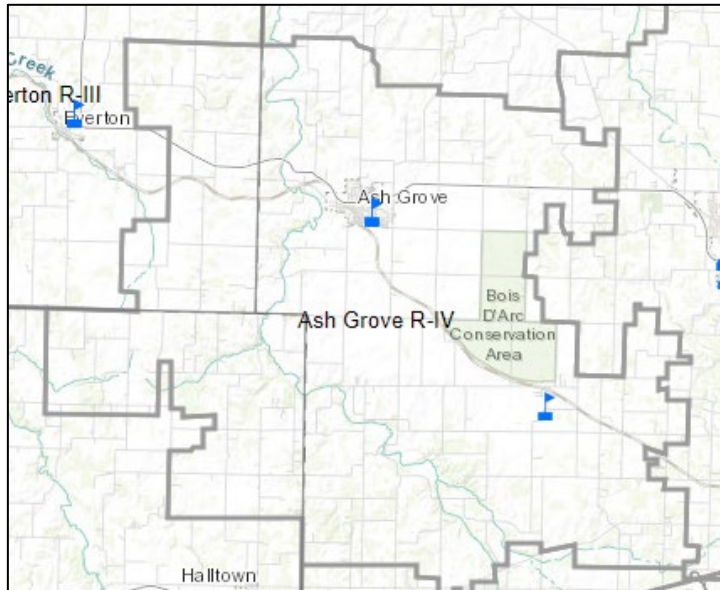 Creek
erton R-III
Everton
Ash Grove
Ash Grove R-IV
Bois
D'Arc
Conservation
Area
Halltown